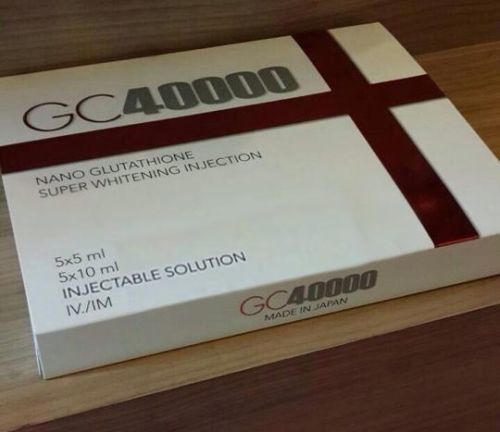 GC40000
NANO GLUTATHIONE
SUPER WHITENING INJECTION
5x5 ml
5x10 ml
INJECTABLE SOLUTION
IV./IM
GC40000
MADE IN JAPAN